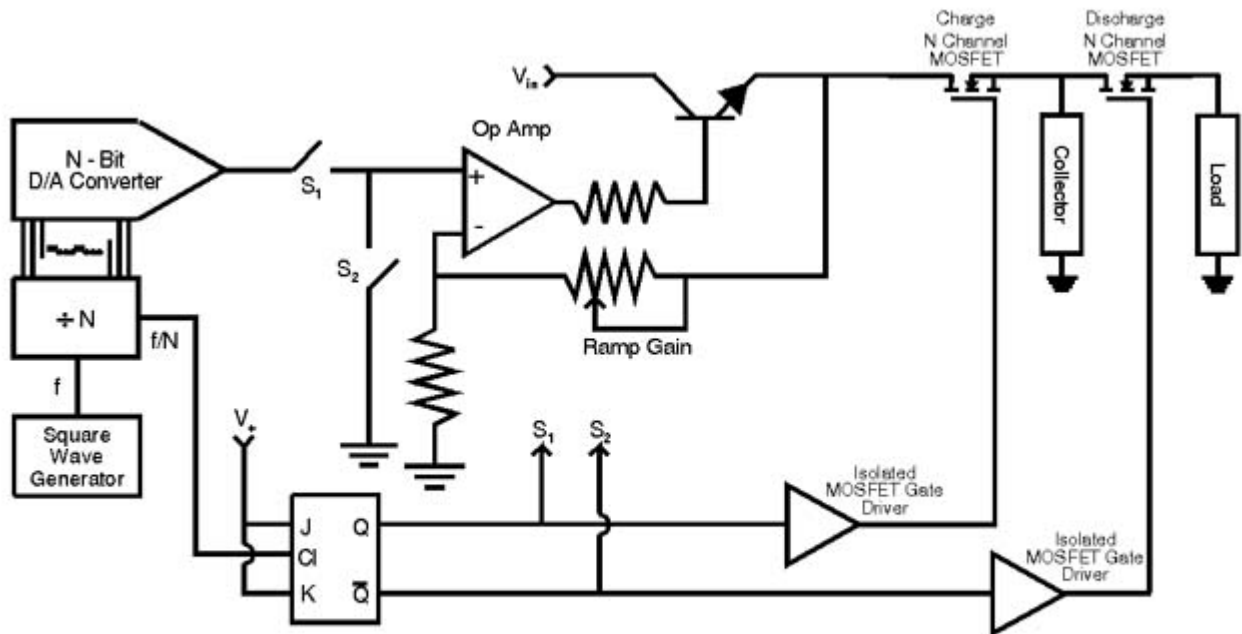 Charge
N Channel
MOSFET
Discharge
N Channel
MOSFET
Vin
Op Amp
N - Bit
D/A Converter
S1
+
-
S2
Collector
Load
÷ N
f/N
Ramp Gain
f
V+
S1
S2
Square
Wave
Generator
Isolated
MOSFET Gate
Driver
J
Q
Cl
K
Q̅
Isolated
MOSFET Gate
Driver